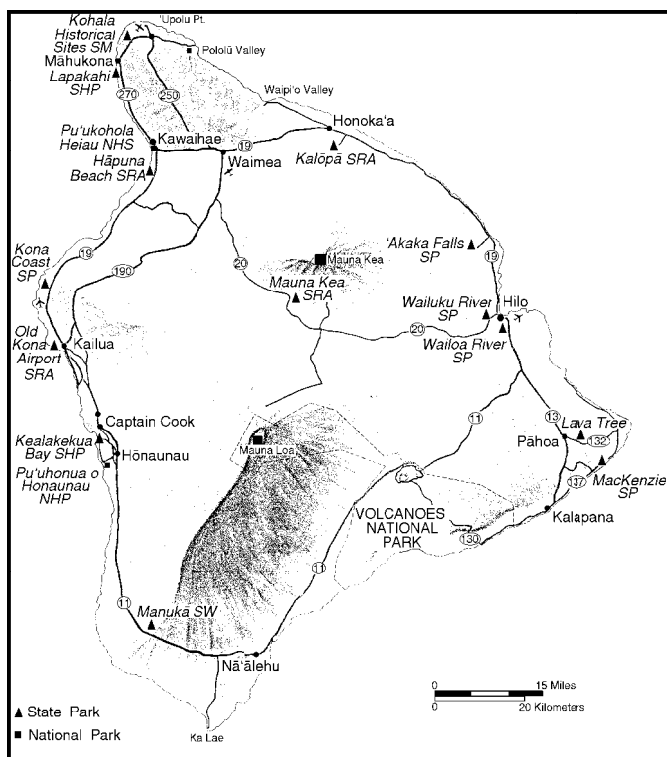 Kohala
Historical
Sites SM
'Upolu Pt.
Pololū Valley
Māhukona
Lapakahi
SHP
270
250
Waipi'o Valley
Honoka'a
Pu'ukohola
Heiau NHS
Kawaihae
19
Waimea
Kalōpā SRA
Hāpuna
Beach SRA
'Akaka Falls
SP
19
Kona
Coast
SP
19
190
20
Mauna Kea
Mauna Kea
SRA
Wailuku River
SP
Hilo
20
Wailoa River
SP
Old
Kona
Airport
SRA
Kailua
Captain Cook
Kealakekua
Bay SHP
Hōnaunau
Pu'uhonua o
Honaunau
NHP
Mauna Loa
11
13
Lava Tree
132
Pāhoa
MacKenzie
SP
137
Kalapana
VOLCANOES
NATIONAL
PARK
130
11
11
Manukā SW
Nā'ālehu
Ka Lae
0 15 Miles
0 20 Kilometers
State Park
National Park